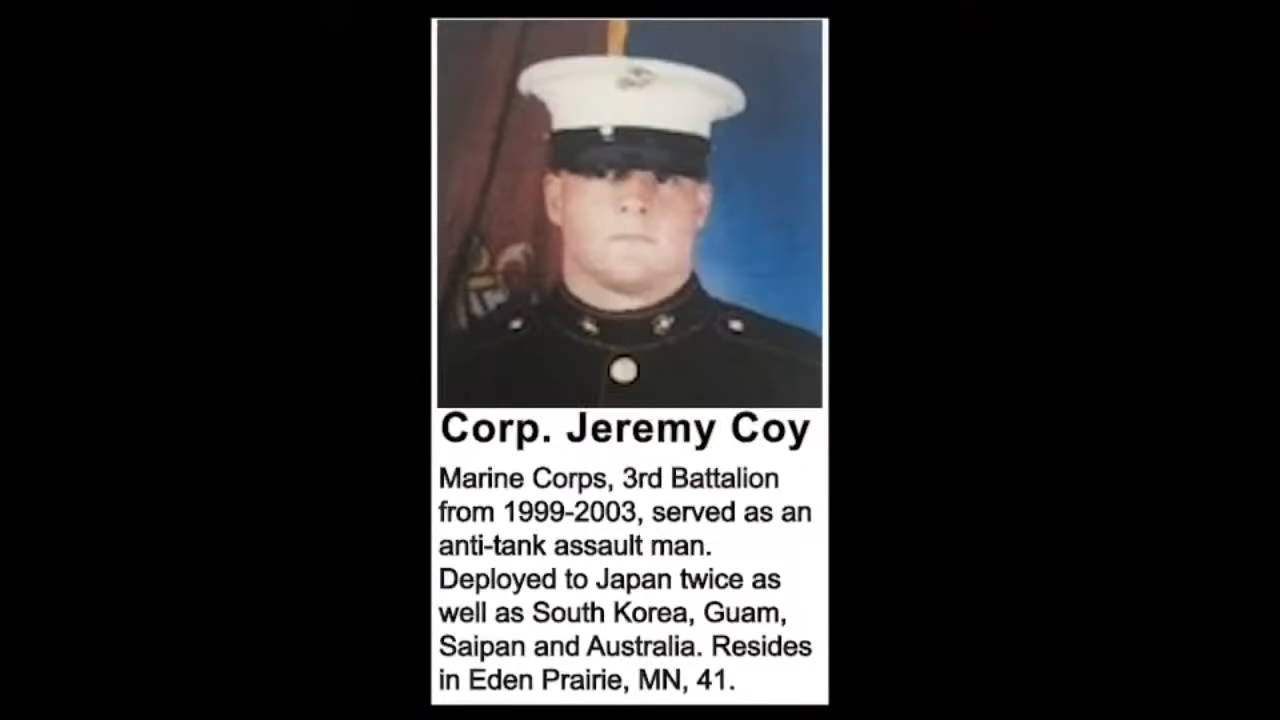 Corp. Jeremy Coy
Marine Corps, 3rd Battalion
from 1999-2003, served as an
anti-tank assault man.
Deployed to Japan twice as
well as South Korea, Guam,
Saipan and Australia. Resides
in Eden Prairie, MN, 41.